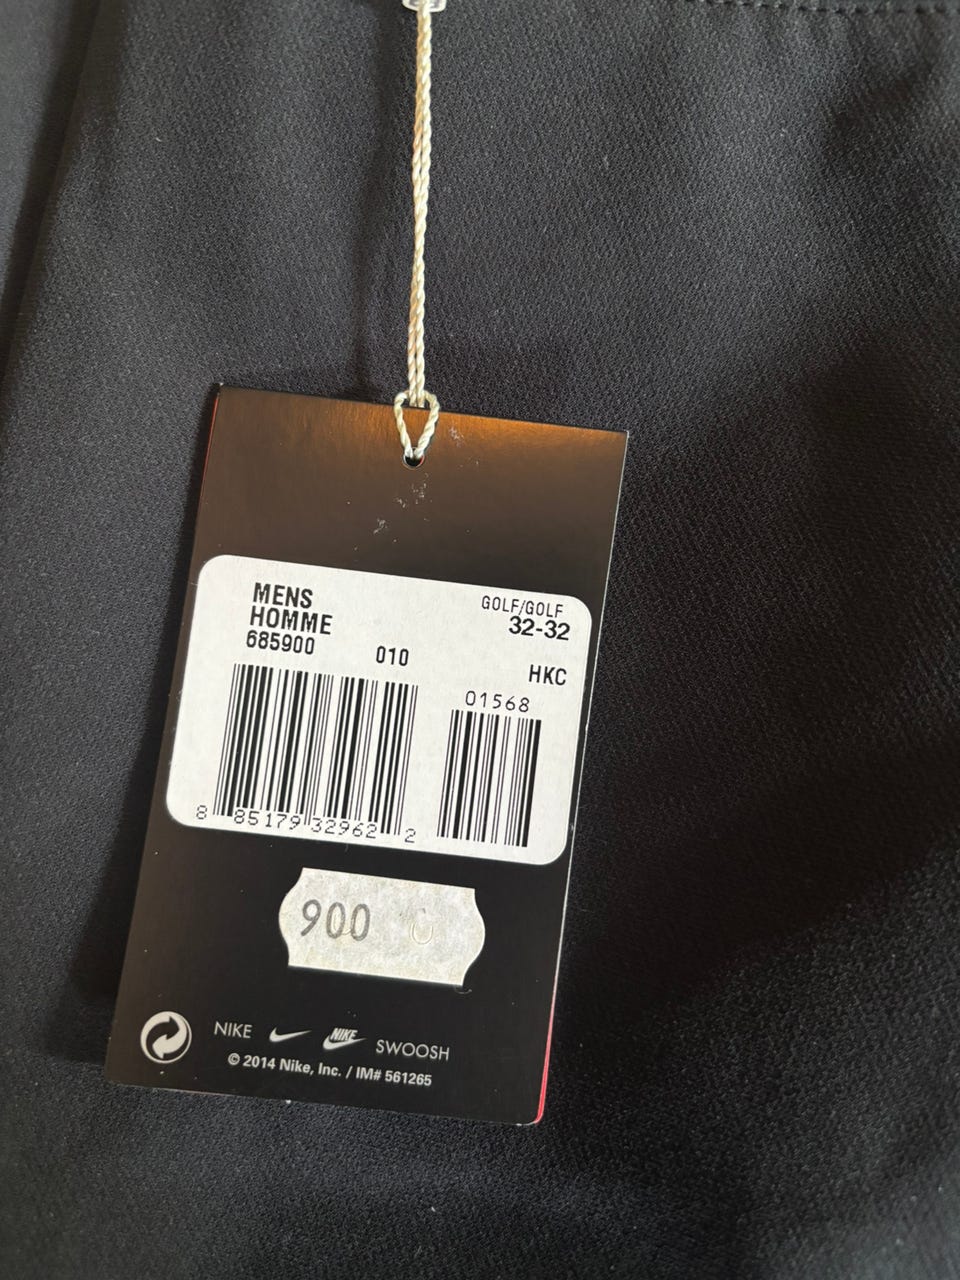 MENS
HOMME
685900
010
GOLF/GOLF
32-32
HKC
01568
8 85179 32962 2
900
NIKE NIKE SWOOSH
© 2014 Nike, Inc. / IM# 561265